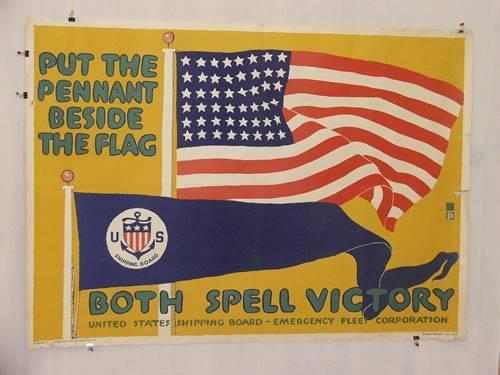 PUT THE
PENNANT
BESIDE
THE FLAG
U S
SHIPPING BOARD
BOTH SPELL VICTORY
UNITED STATES SHIPPING BOARD – EMERGENCY FLEET CORPORATION